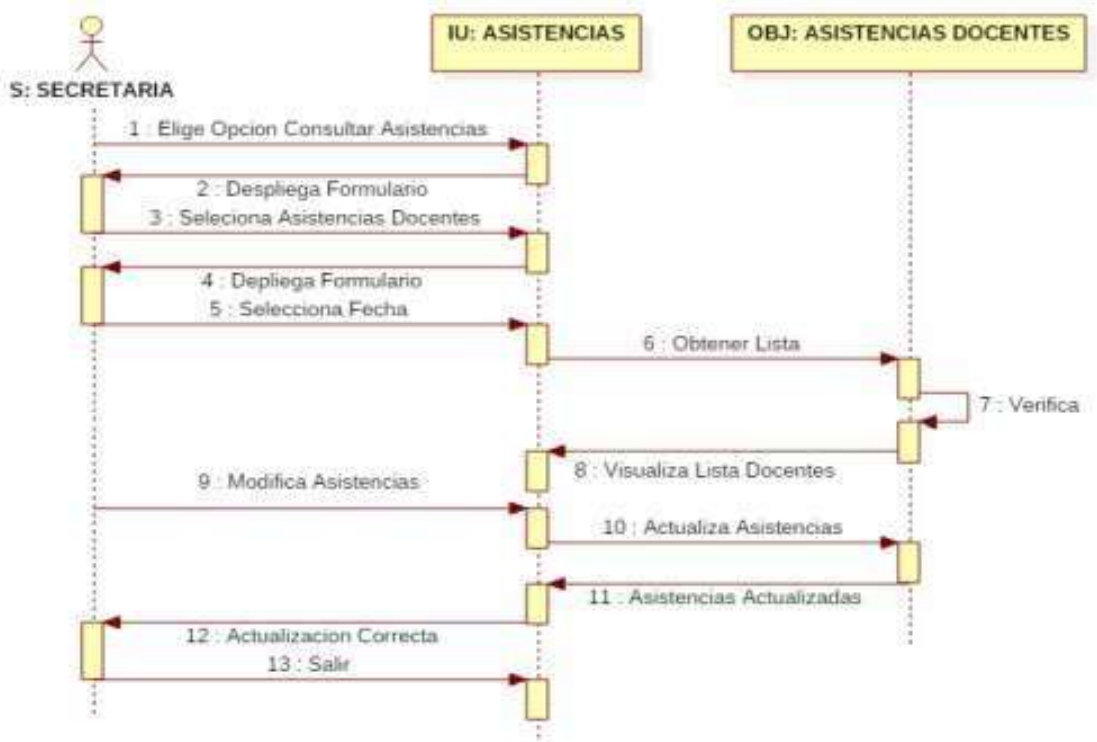 IU: ASISTENCIAS
OBJ: ASISTENCIAS DOCENTES
S: SECRETARIA
1 : Elige Opcion Consultar Asistencias
2 : Despliega Formulario
3 : Seleciona Asistencias Docentes
4 : Depliega Formulario
5 : Selecciona Fecha
6 : Obtener Lista
7 : Verifica
8 : Visualiza Lista Docentes
9 : Modifica Asistencias
10 : Actualiza Asistencias
11 : Asistencias Actualizadas
12 : Actualizacion Correcta
13 : Salir